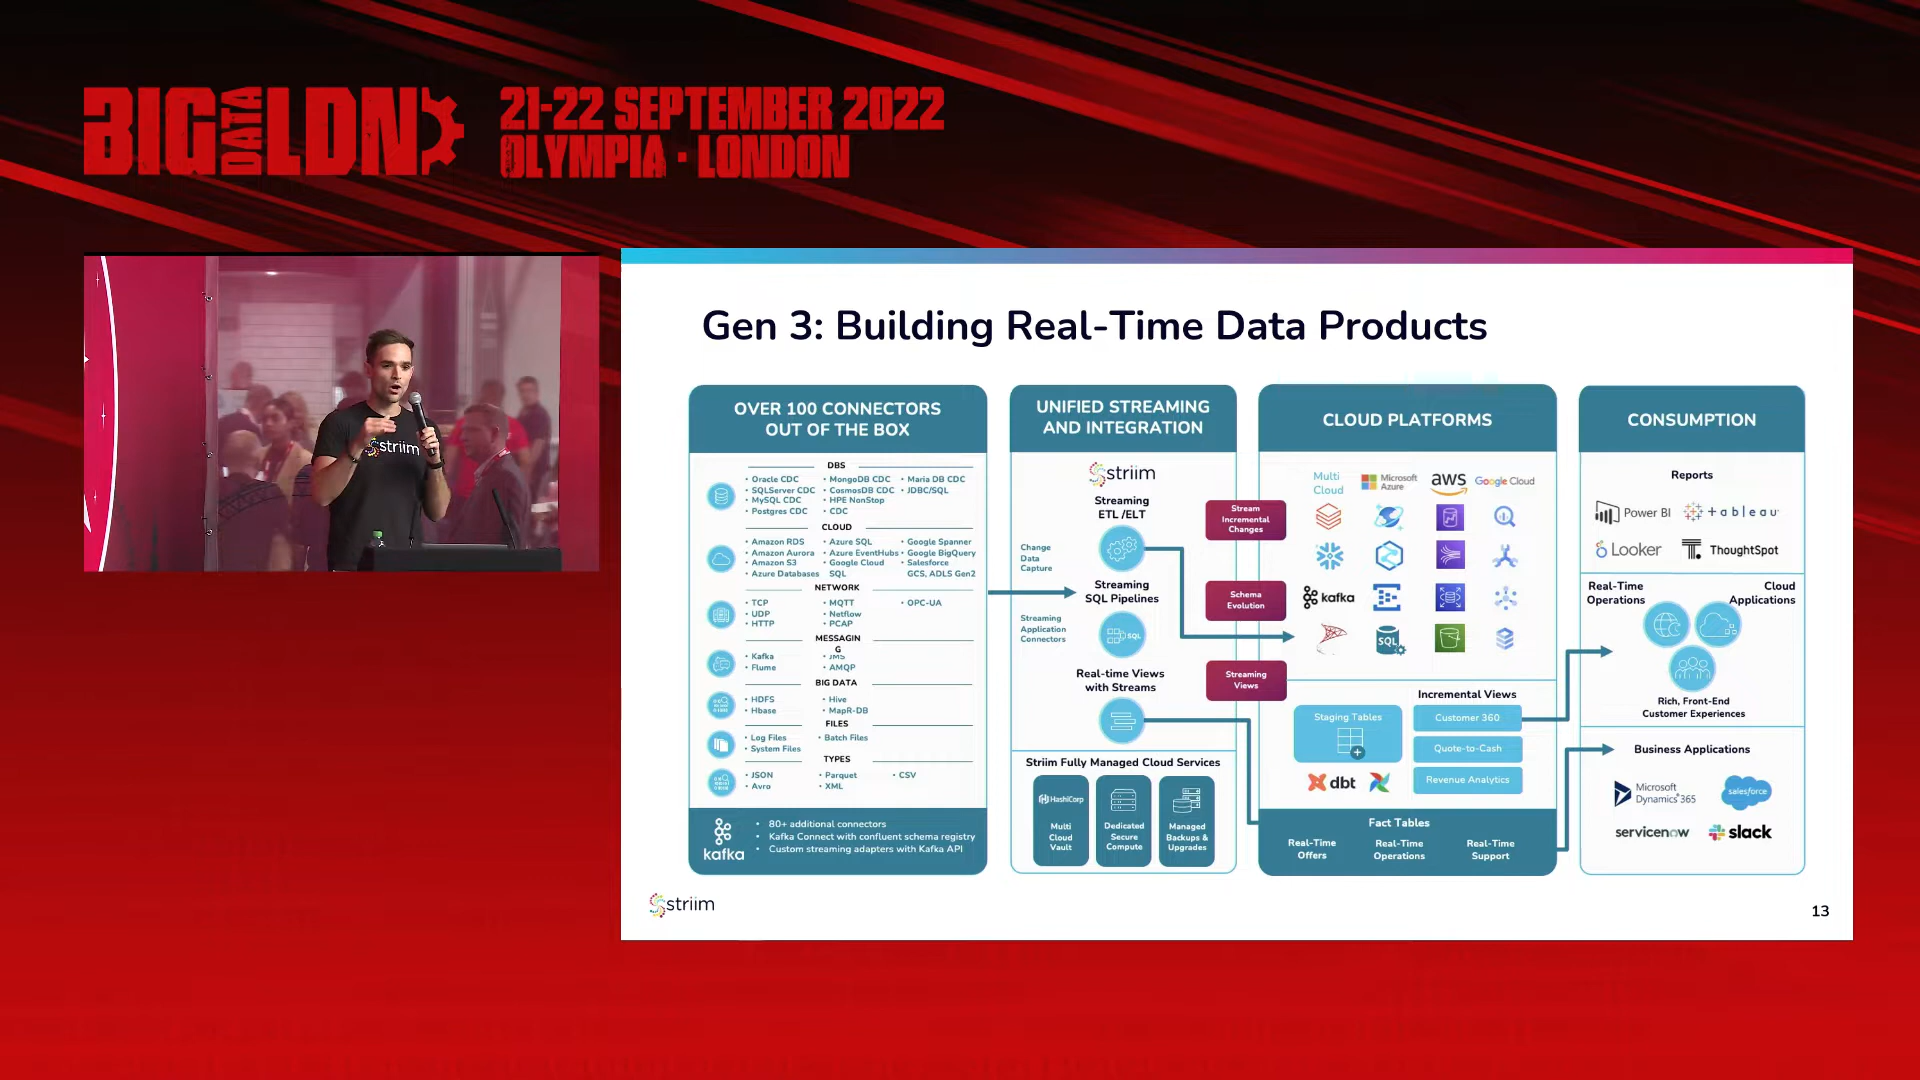 BIG DATA LDN
21-22 SEPTEMBER 2022
OLYMPIA · LONDON
striim
Gen 3: Building Real-Time Data Products
OVER 100 CONNECTORS
OUT OF THE BOX
DBS
• Oracle CDC
• SQLServer CDC
• MySQL CDC
• Postgres CDC
• MongoDB CDC
• CosmosDB CDC
• HPE NonStop
• CDC
• Maria DB CDC
• JDBC/SQL
CLOUD
• Amazon RDS
• Amazon Aurora
• Amazon S3
• Azure Databases
• Azure SQL
• Azure EventHubs
• Google Cloud
SQL
• Google Spanner
• Google BigQuery
• Salesforce
GCS, ADLS Gen2
NETWORK
• TCP
• UDP
• HTTP
• MQTT
• Netflow
• PCAP
• OPC-UA
MESSAGIN
G
• Kafka
• Flume
• JMS
• AMQP
BIG DATA
• HDFS
• Hbase
• Hive
• MapR-DB
FILES
• Log Files
• System Files
• Batch Files
TYPES
• JSON
• Avro
• Parquet
• XML
• CSV
kafka
• 80+ additional connectors
• Kafka Connect with confluent schema registry
• Custom streaming adapters with Kafka API
UNIFIED STREAMING
AND INTEGRATION
striim
Streaming
ETL /ELT
Change
Data
Capture
Streaming
SQL Pipelines
Streaming
Application
Connectors
SQL
Real-time Views
with Streams
Striim Fully Managed Cloud Services
HashiCorp
Multi
Cloud
Vault
Dedicated
Secure
Compute
Managed
Backups &
Upgrades
Stream
Incremental
Changes
Schema
Evolution
Streaming
Views
CLOUD PLATFORMS
Multi
Cloud
Microsoft
Azure
aws
Google Cloud
kafka
SQL
Incremental Views
Staging Tables
Customer 360
Quote-to-Cash
Revenue Analytics
dbt
Fact Tables
Real-Time
Offers
Real-Time
Operations
Real-Time
Support
CONSUMPTION
Reports
Power BI
+ableau
Looker
ThoughtSpot
Real-Time
Operations
Cloud
Applications
Rich, Front-End
Customer Experiences
Business Applications
Microsoft
Dynamics 365
salesforce
servicenow
slack
striim
13